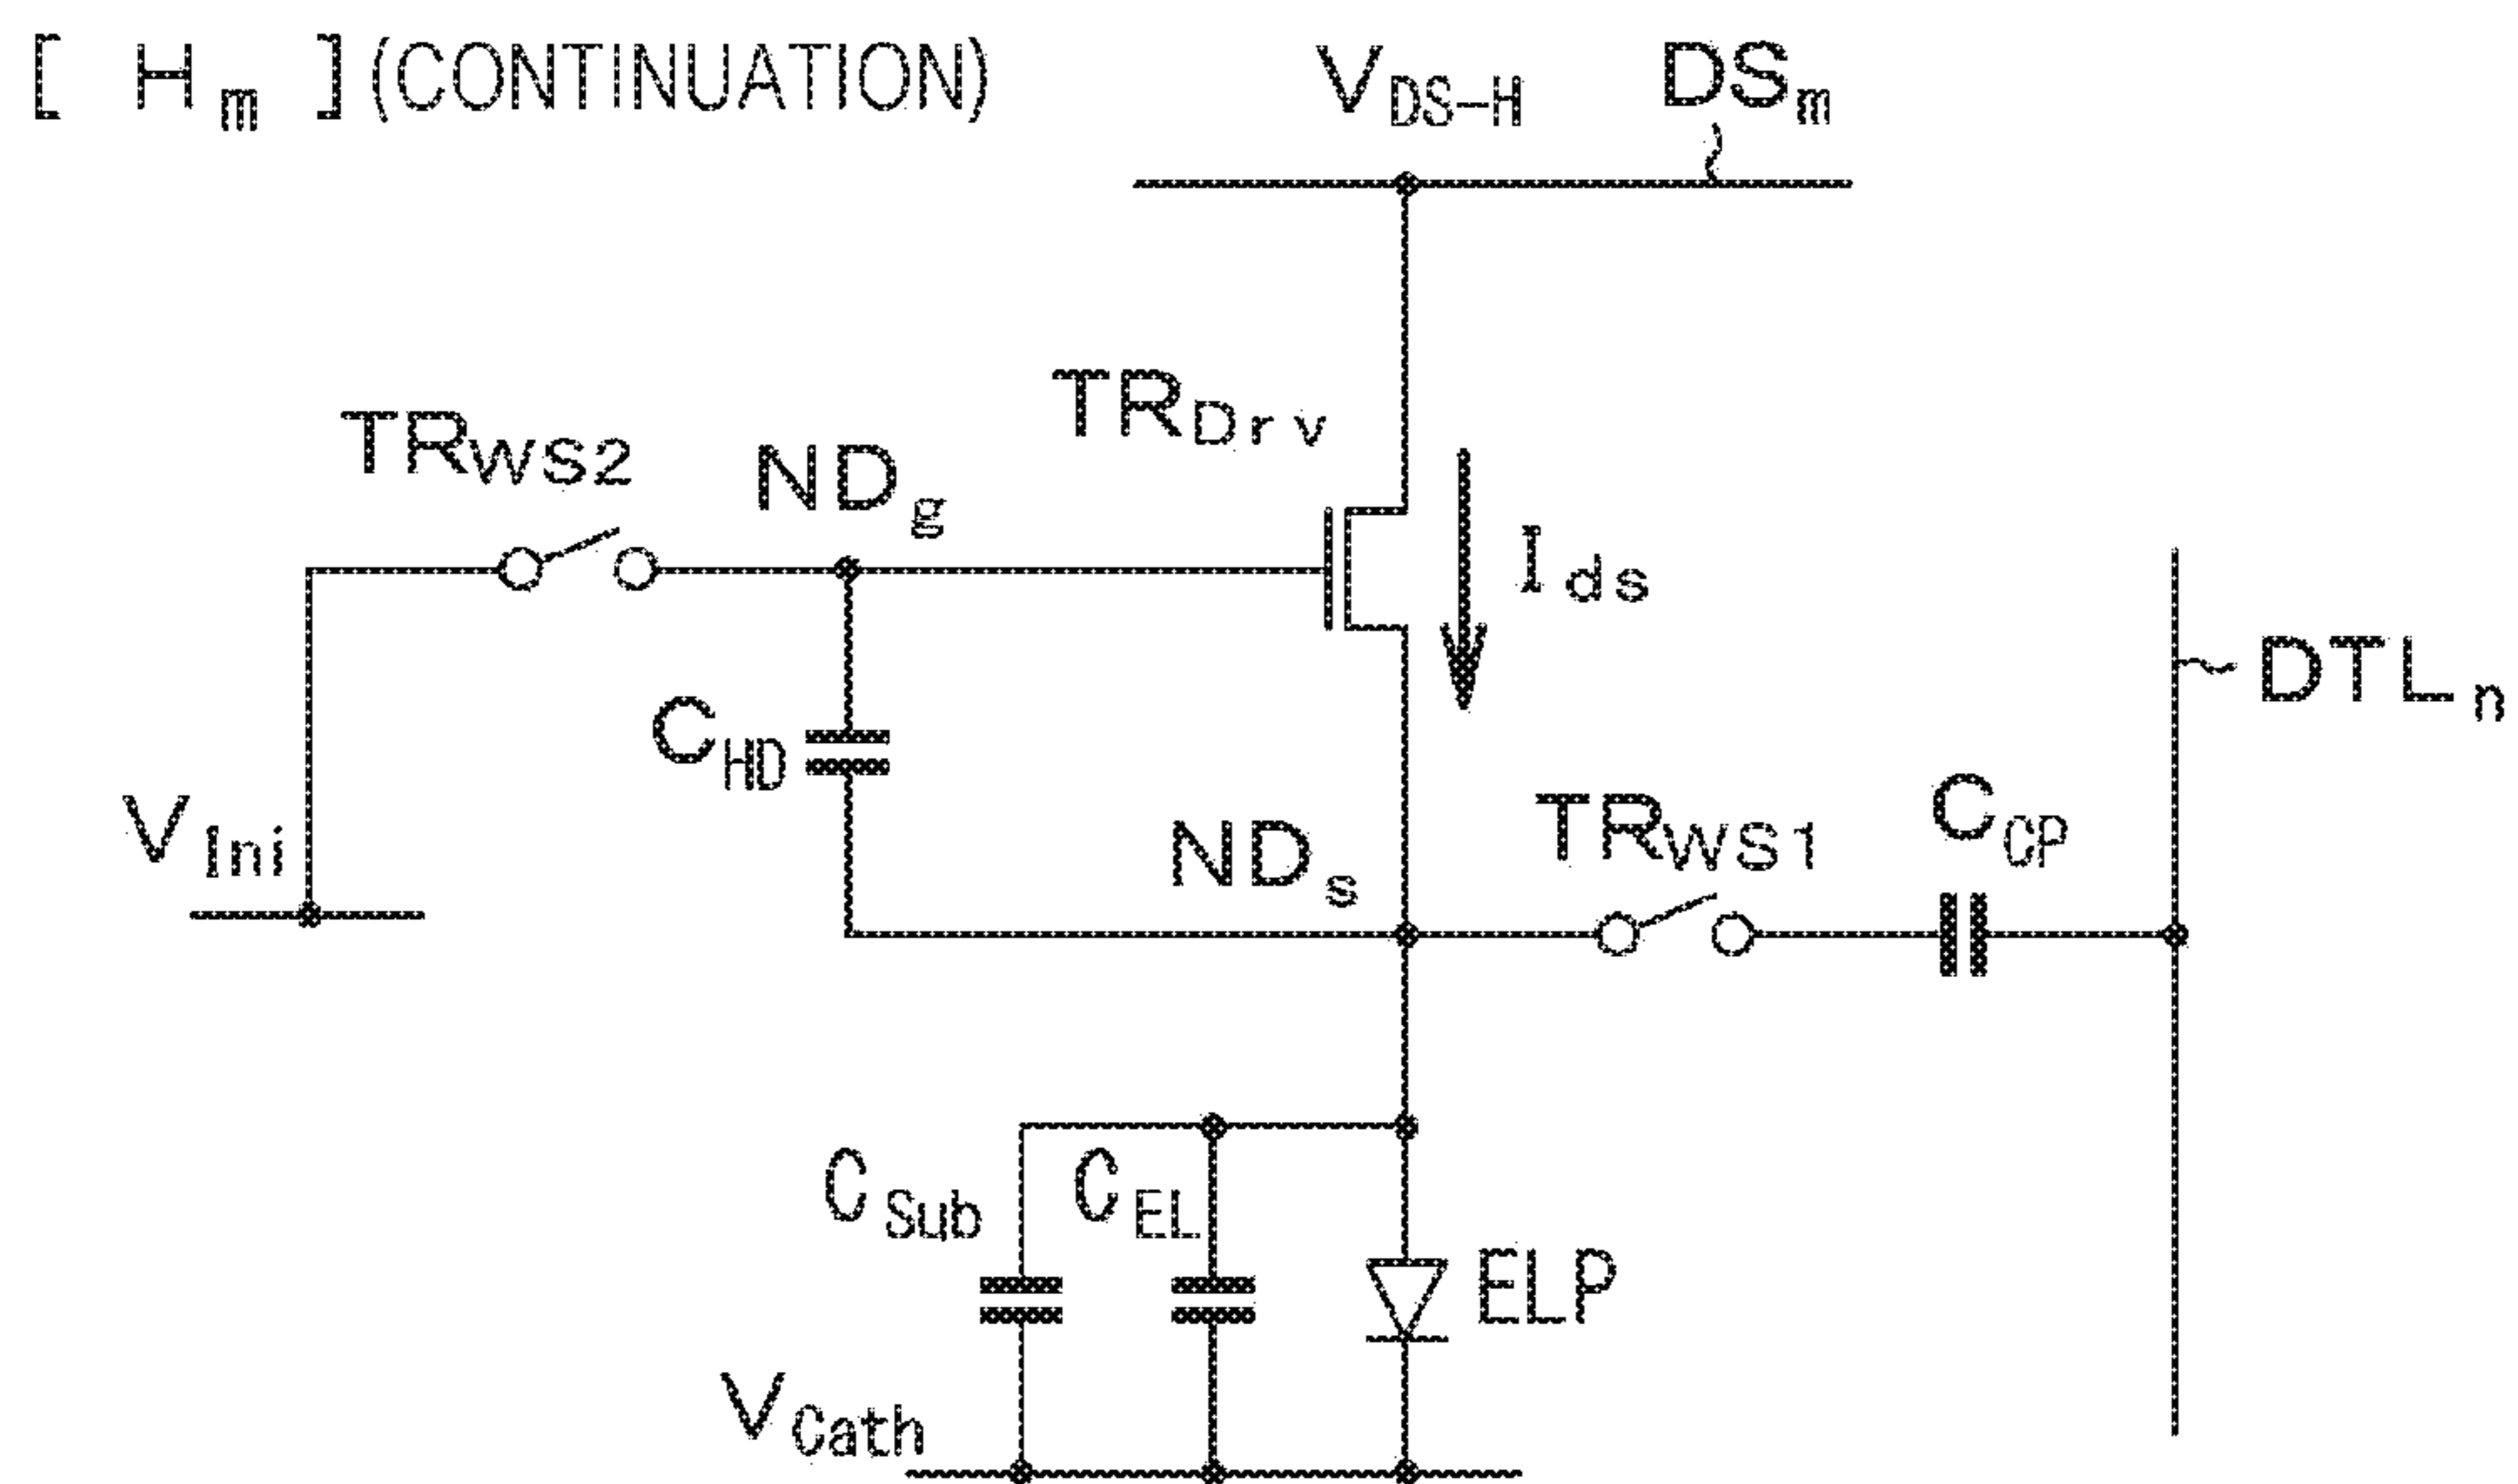 [ Hm ](CONTINUATION)
VDS-H
DSm
TRDrv
TRWS2
NDg
Ids
DTLn
CHD
VIni
NDs
TRWS1
CCP
CSub
CEL
ELP
VCath